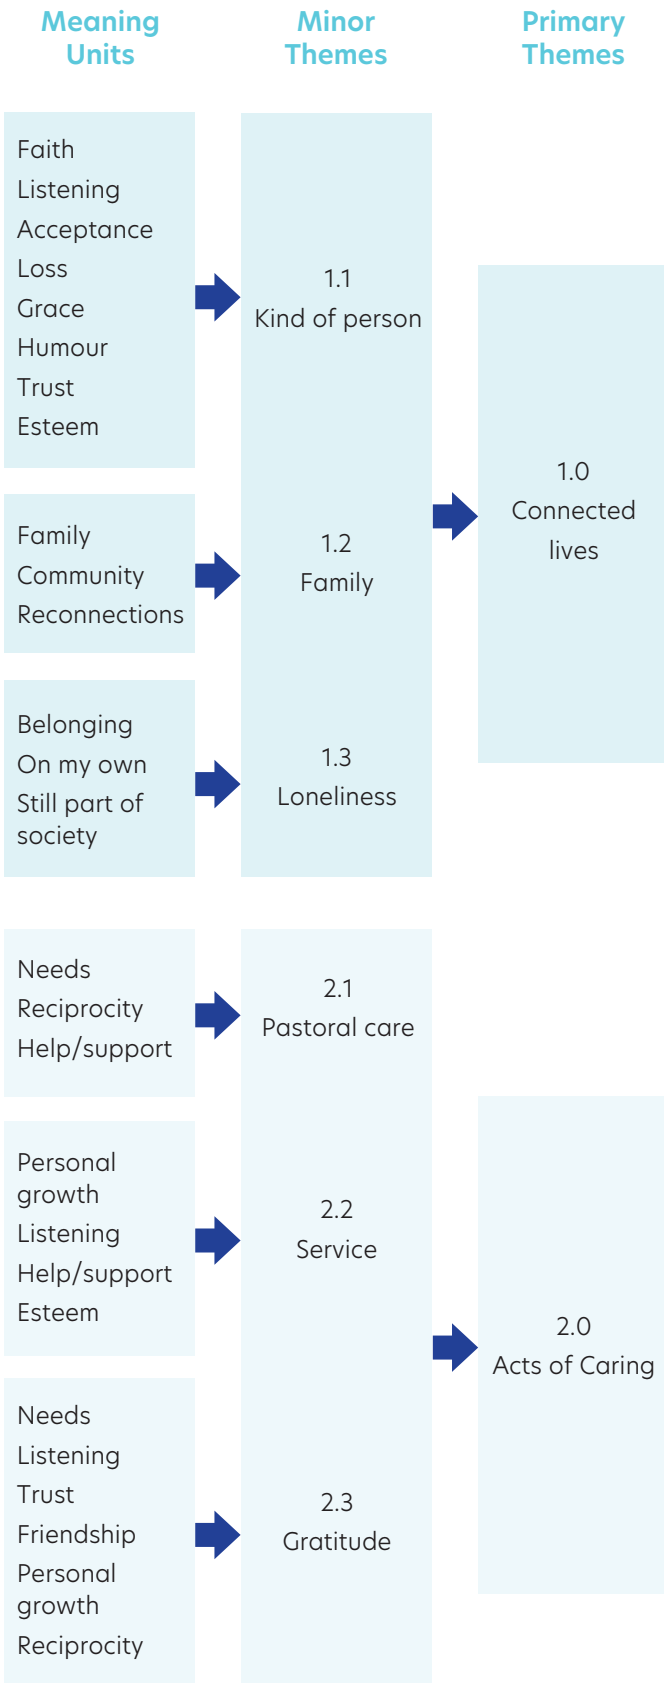 Meaning
Units
Minor
Themes
Primary
Themes
Faith
Listening
Acceptance
Loss
Grace
Humour
Trust
Esteem
1.1
Kind of person
Family
Community
Reconnections
1.2
Family
Belonging
On my own
Still part of
society
1.3
Loneliness
1.0
Connected
lives
Needs
Reciprocity
Help/support
2.1
Pastoral care
Personal
growth
Listening
Help/support
Esteem
2.2
Service
Needs
Listening
Trust
Friendship
Personal
growth
Reciprocity
2.3
Gratitude
2.0
Acts of Caring